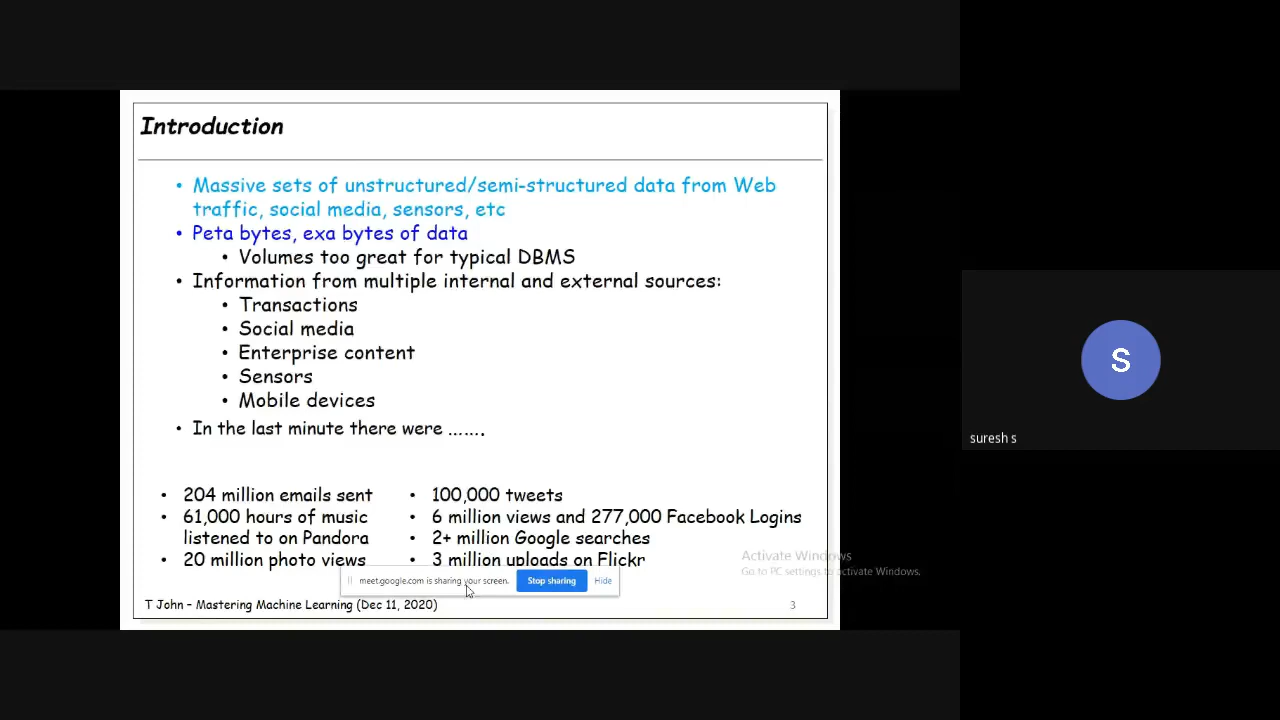 Introduction
• Massive sets of unstructured/semi-structured data from Web
traffic, social media, sensors, etc
• Peta bytes, exa bytes of data
• Volumes too great for typical DBMS
• Information from multiple internal and external sources:
• Transactions
• Social media
• Enterprise content
• Sensors
• Mobile devices
• In the last minute there were …….
• 204 million emails sent
• 61,000 hours of music
listened to on Pandora
• 20 million photo views
• 100,000 tweets
• 6 million views and 277,000 Facebook Logins
• 2+ million Google searches
• 3 million uploads on Flickr
Activate Windows
Go to PC settings to activate Windows.
meet.google.com is sharing your screen.
Stop sharing
Hide
T John – Mastering Machine Learning (Dec 11, 2020)
3
S
suresh s